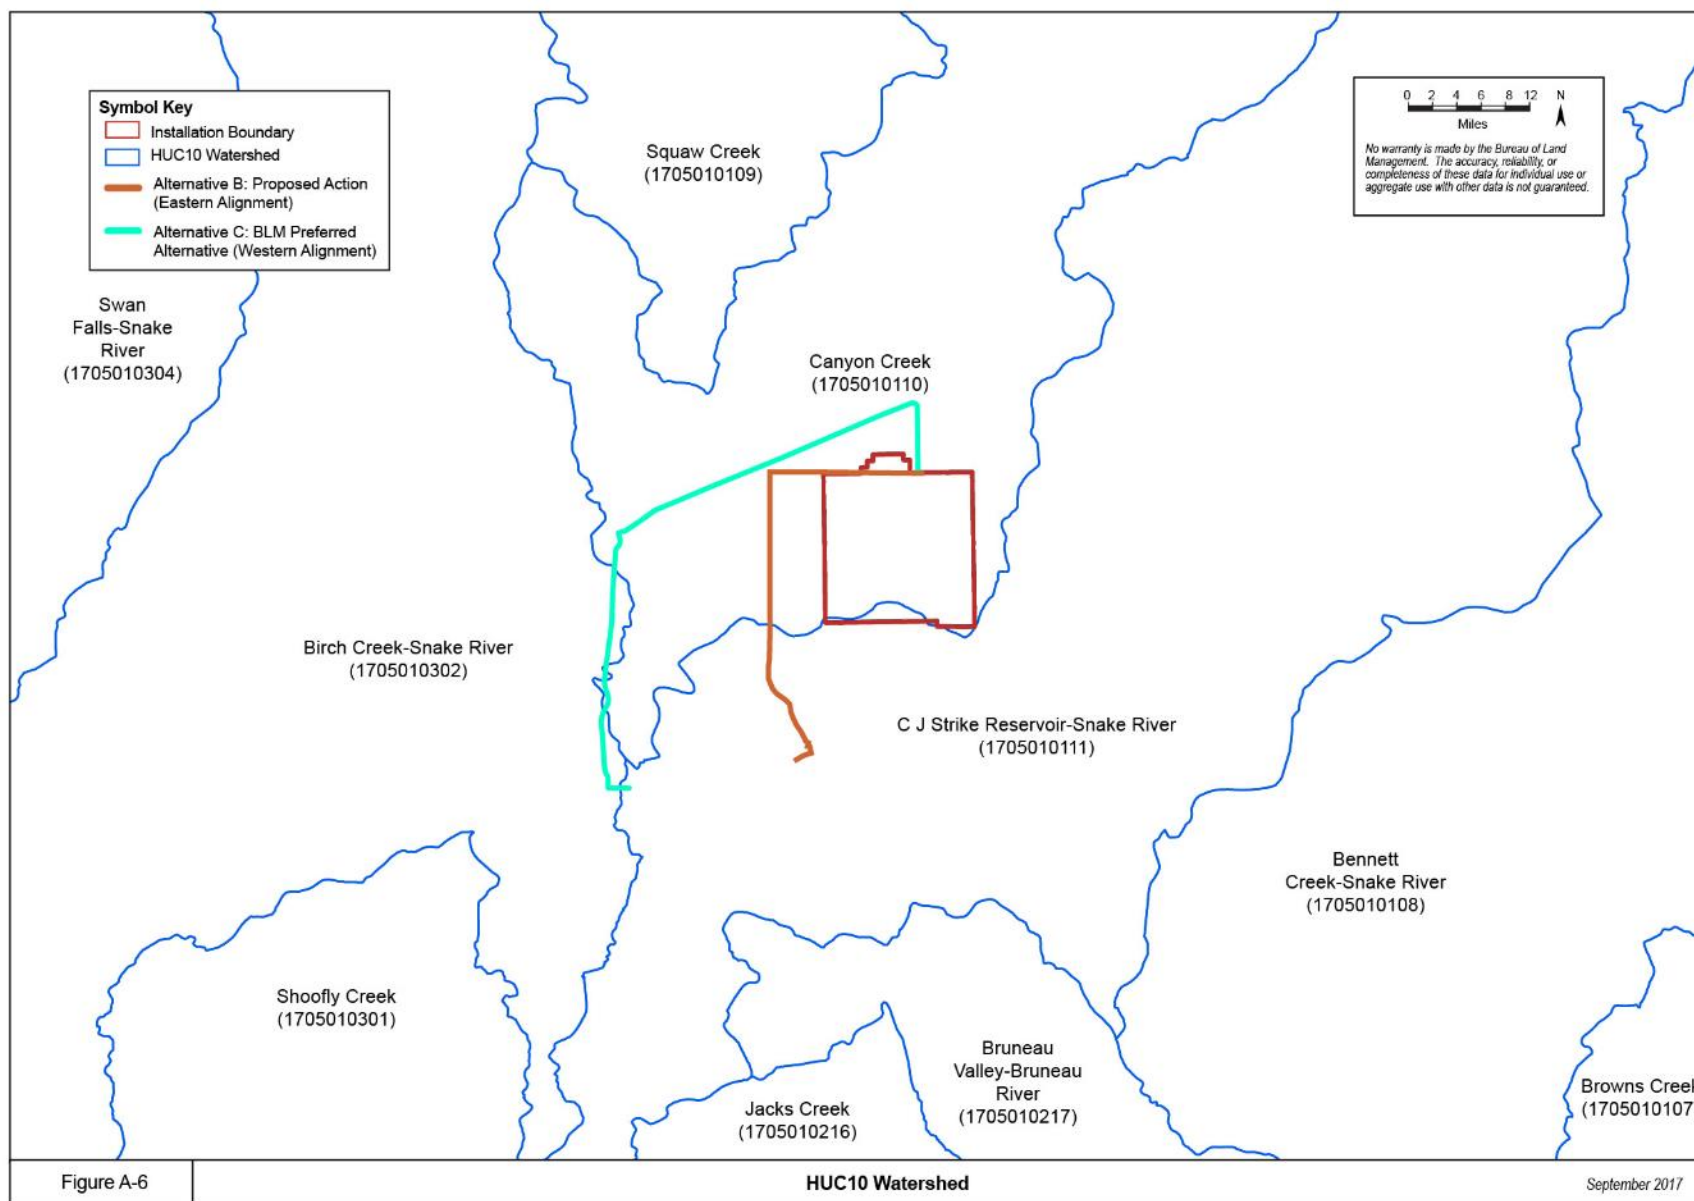 Symbol Key
Installation Boundary
HUC10 Watershed
Alternative B: Proposed Action
(Eastern Alignment)
Alternative C: BLM Preferred
Alternative (Western Alignment)
0 2 4 6 8 12 N
Miles
No warranty is made by the Bureau of Land
Management. The accuracy, reliability, or
completeness of these data for individual use or
aggregate use with other data is not guaranteed.
Squaw Creek
(1705010109)
Swan
Falls-Snake
River
(1705010304)
Canyon Creek
(1705010110)
Birch Creek-Snake River
(1705010302)
C J Strike Reservoir-Snake River
(1705010111)
Bennett
Creek-Snake River
(1705010108)
Shoofly Creek
(1705010301)
Bruneau
Valley-Bruneau
River
(1705010217)
Jacks Creek
(1705010216)
Browns Creek
(1705010107
Figure A-6
HUC10 Watershed
September 2017